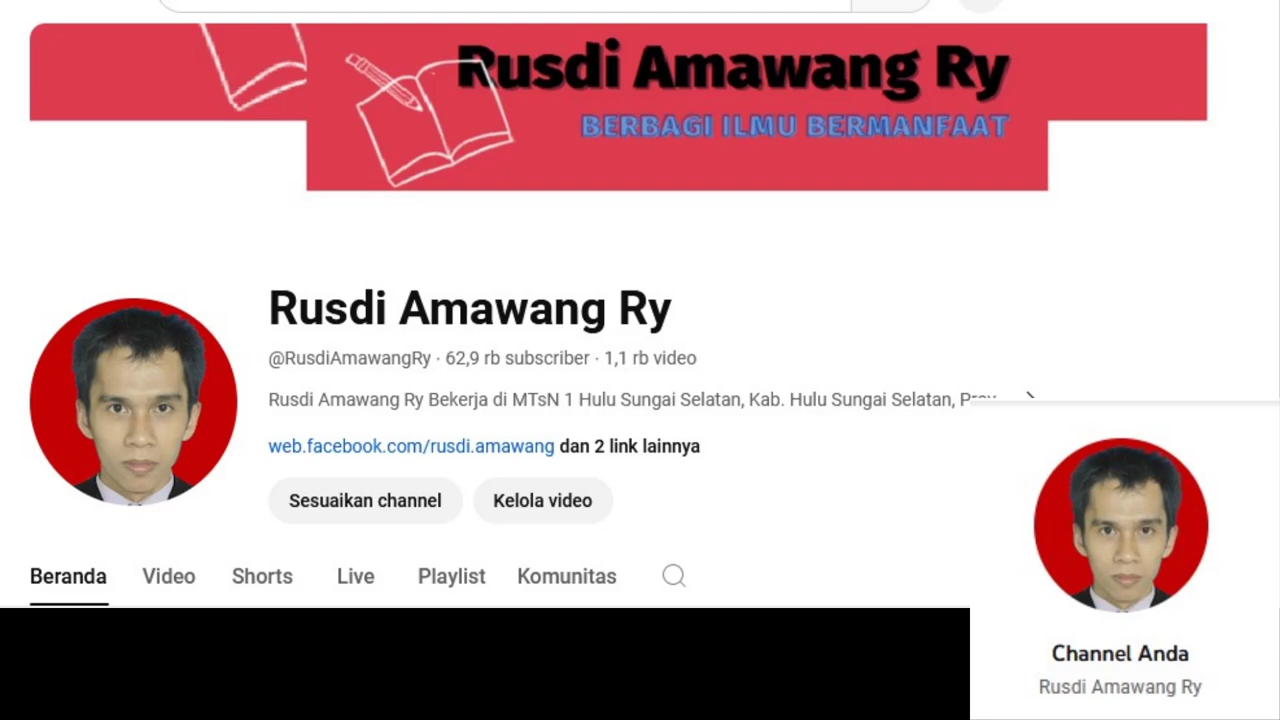 Rusdi Amawang Ry
BERBAGI ILMU BERMANFAAT
Rusdi Amawang Ry
@RusdiAmawangRy · 62,9 rb subscriber · 1,1 rb video
Rusdi Amawang Ry Bekerja di MTsN 1 Hulu Sungai Selatan, Kab. Hulu Sungai Selatan,
web.facebook.com/rusdi.amawang dan 2 link lainnya
Sesuaikan channel Kelola video
Beranda Video Shorts Live Playlist Komunitas
Channel Anda
Rusdi Amawang Ry